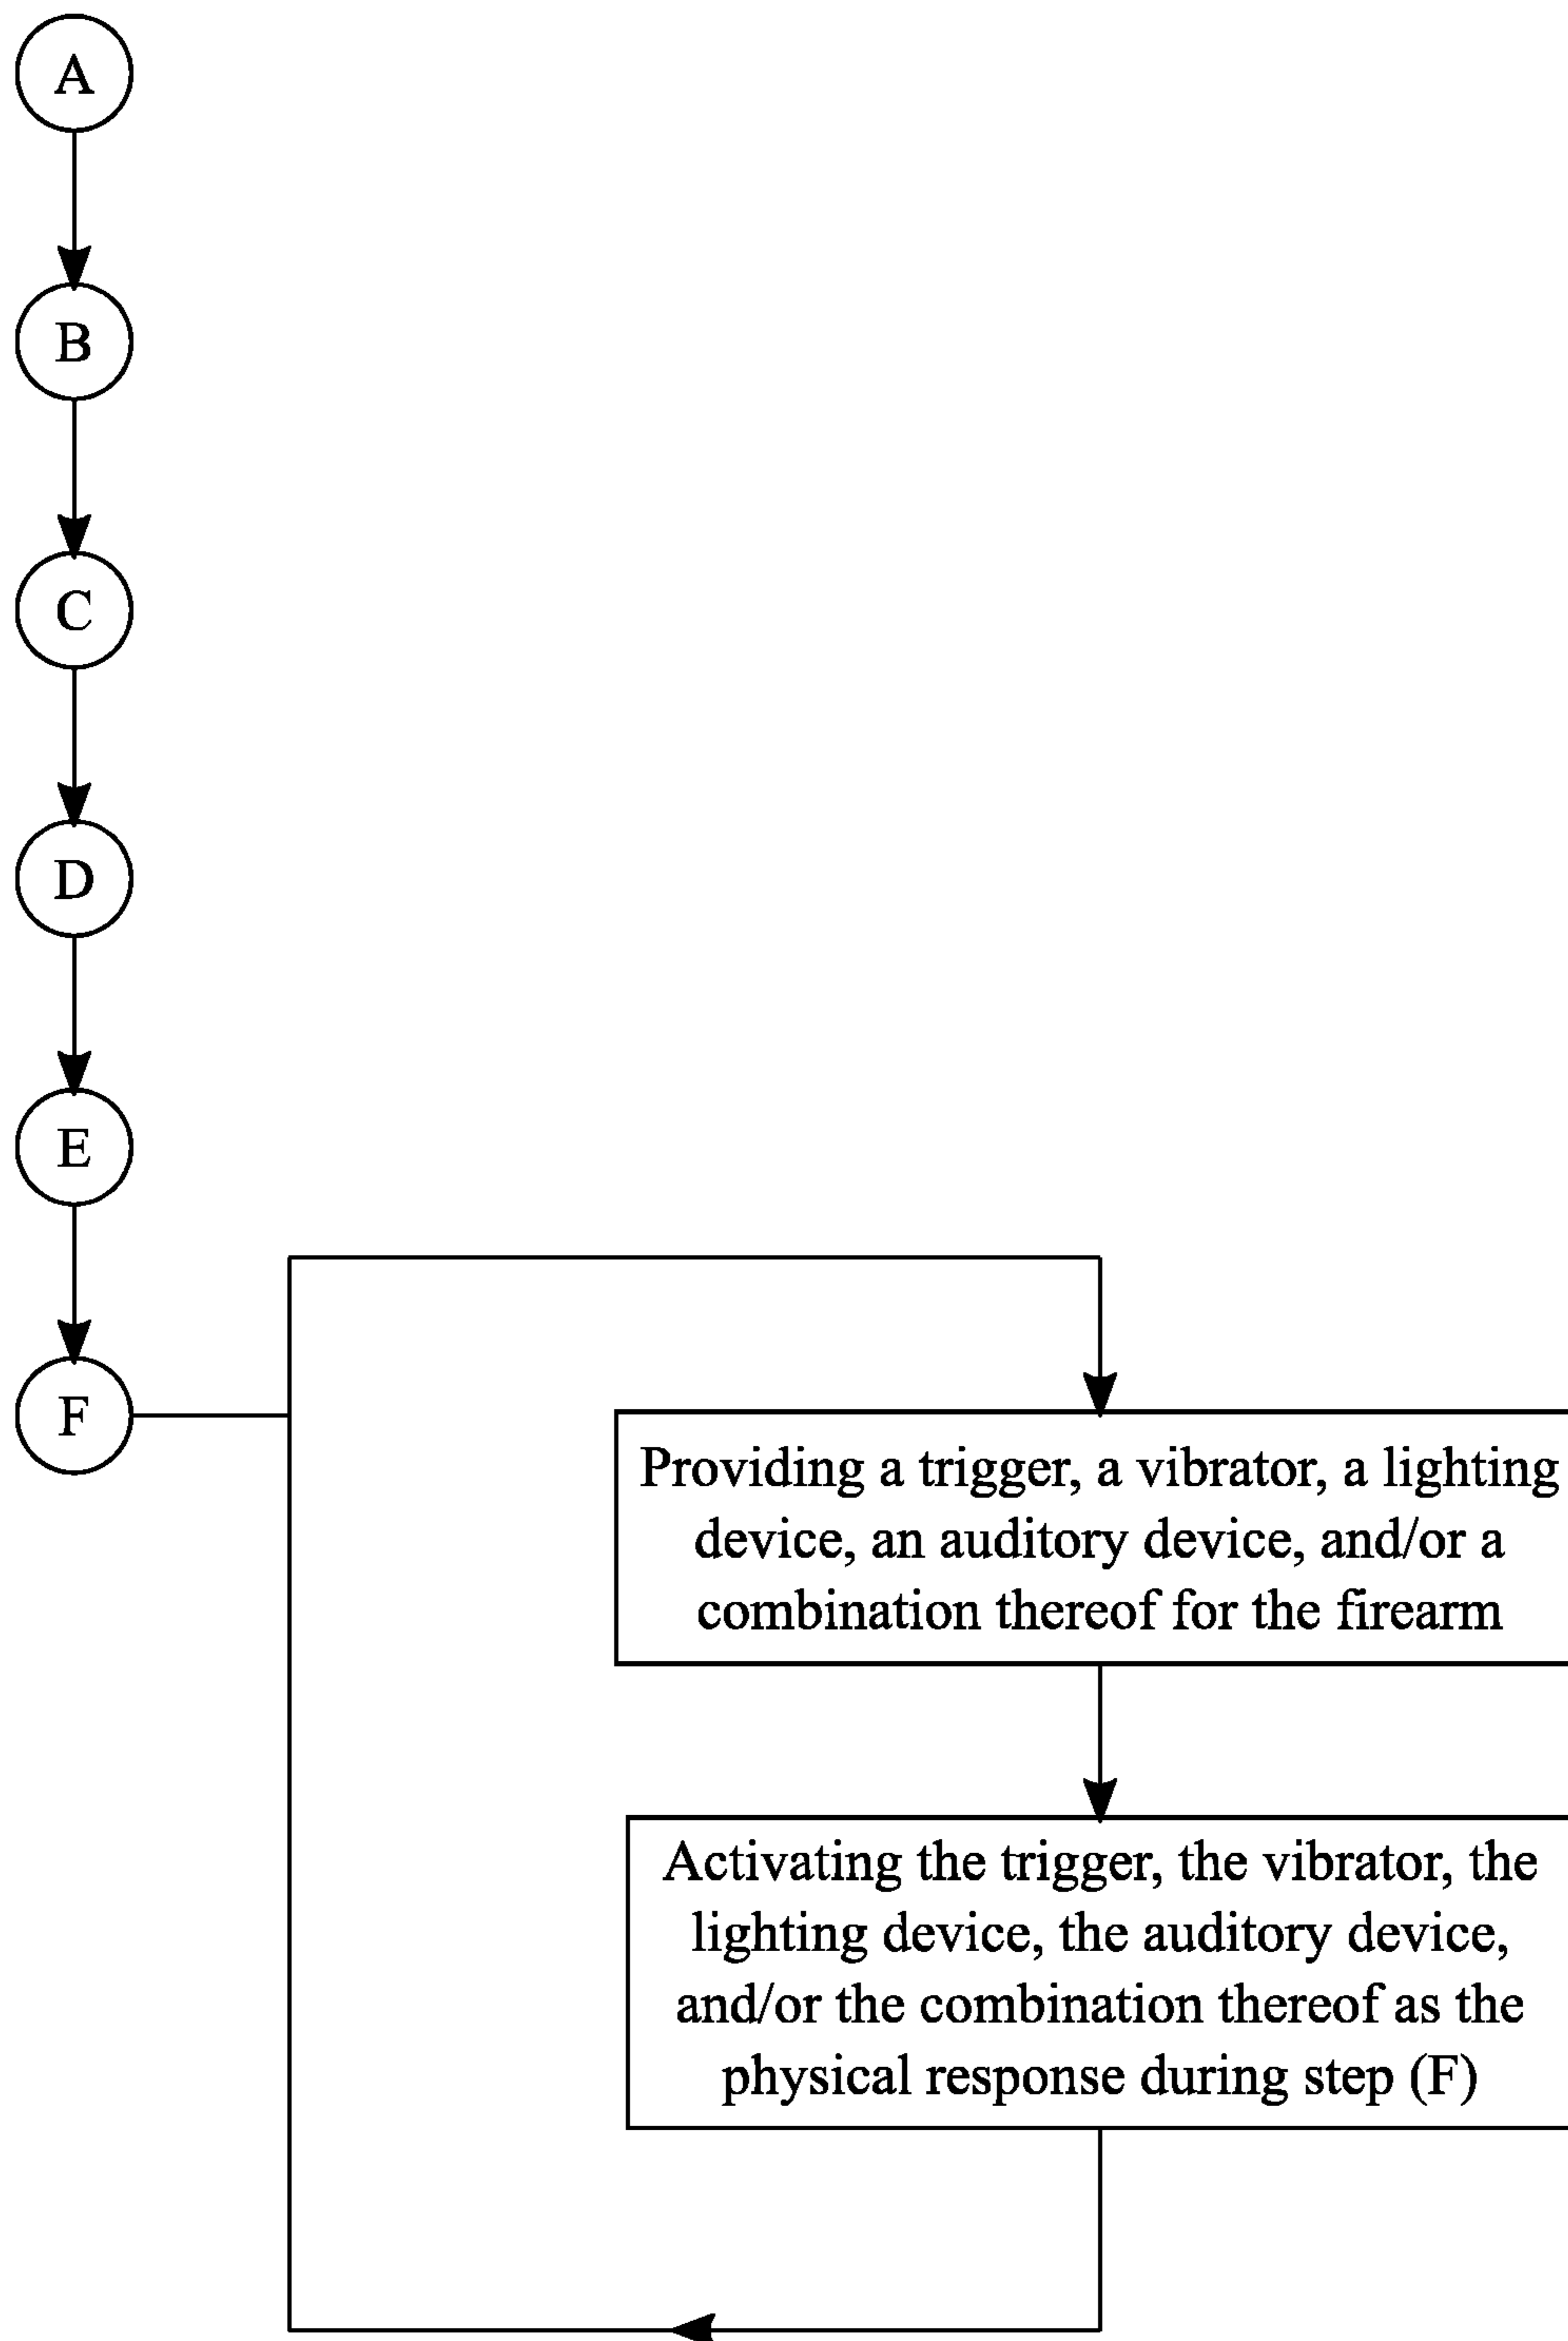 A
B
C
D
E
F
Providing a trigger, a vibrator, a lighting
device, an auditory device, and/or a
combination thereof for the firearm
Activating the trigger, the vibrator, the
lighting device, the auditory device,
and/or the combination thereof as the
physical response during step (F)